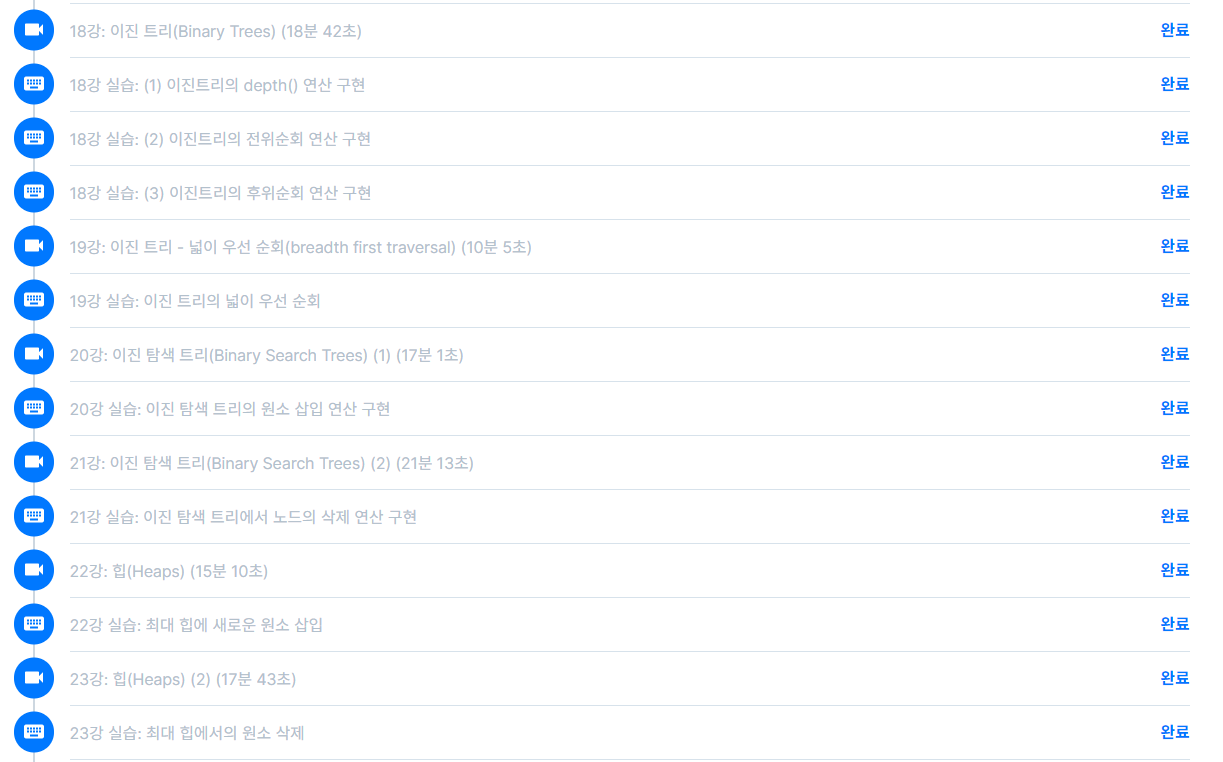 18강: 이진 트리(Binary Trees) (18분 42초) 완료
18강 실습: (1) 이진트리의 depth() 연산 구현 완료
18강 실습: (2) 이진트리의 전위순회 연산 구현 완료
18강 실습: (3) 이진트리의 후위순회 연산 구현 완료
19강: 이진 트리 - 넓이 우선 순회(breadth first traversal) (10분 5초) 완료
19강 실습: 이진 트리의 넓이 우선 순회 완료
20강: 이진 탐색 트리(Binary Search Trees) (1) (17분 1초) 완료
20강 실습: 이진 탐색 트리의 원소 삽입 연산 구현 완료
21강: 이진 탐색 트리(Binary Search Trees) (2) (21분 13초) 완료
21강 실습: 이진 탐색 트리에서 노드의 삭제 연산 구현 완료
22강: 힙(Heaps) (15분 10초) 완료
22강 실습: 최대 힙에 새로운 원소 삽입 완료
23강: 힙(Heaps) (2) (17분 43초) 완료
23강 실습: 최대 힙에서의 원소 삭제 완료